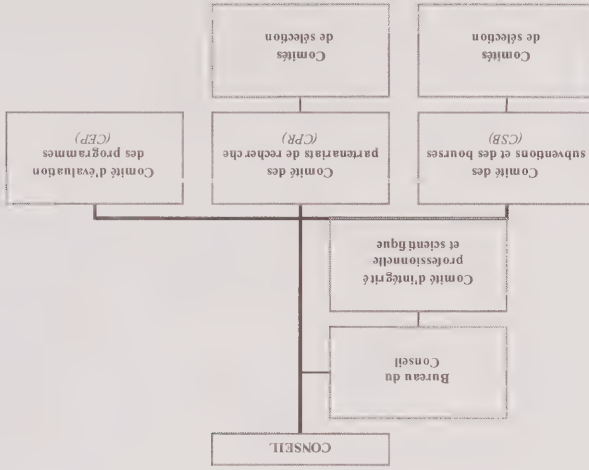 CONSEIL
Bureau du
Conseil
Comité d'intégrité
professionnelle
et scientifique
Comité des
subventions et des bourses
(CSB)
Comité des
partenariats de recherche
(CPR)
Comité d'évaluation
des programmes
(CEP)
Comités
de sélection
Comités
de sélection